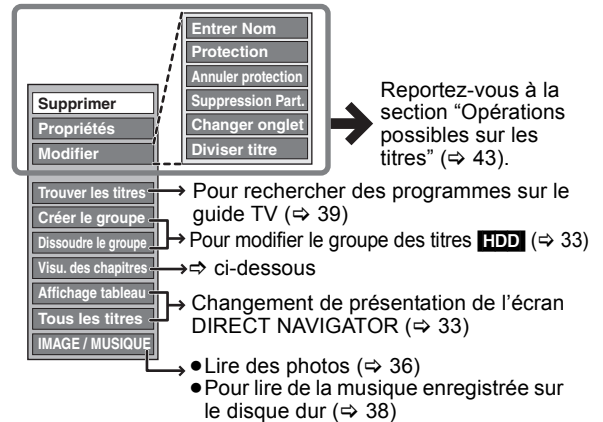 Entrer Nom
Protection
Annuler protection
Suppression Part.
Changer onglet
Diviser titre
Reportez-vous à la
section “Opérations
possibles sur les
titres” (⇨ 43).
Supprimer
Propriétés
Modifier
Trouver les titres
Créer le groupe
Dissoudre le groupe
Visu. des chapitres
Affichage tableau
Tous les titres
IMAGE / MUSIQUE
Pour rechercher des programmes sur le
guide TV (⇨ 39)
Pour modifier le groupe des titres HDD (⇨ 33)
⇨ ci-dessous
Changement de présentation de l’écran
DIRECT NAVIGATOR (⇨ 33)
●Lire des photos (⇨ 36)
●Pour lire de la musique enregistrée sur
le disque dur (⇨ 38)